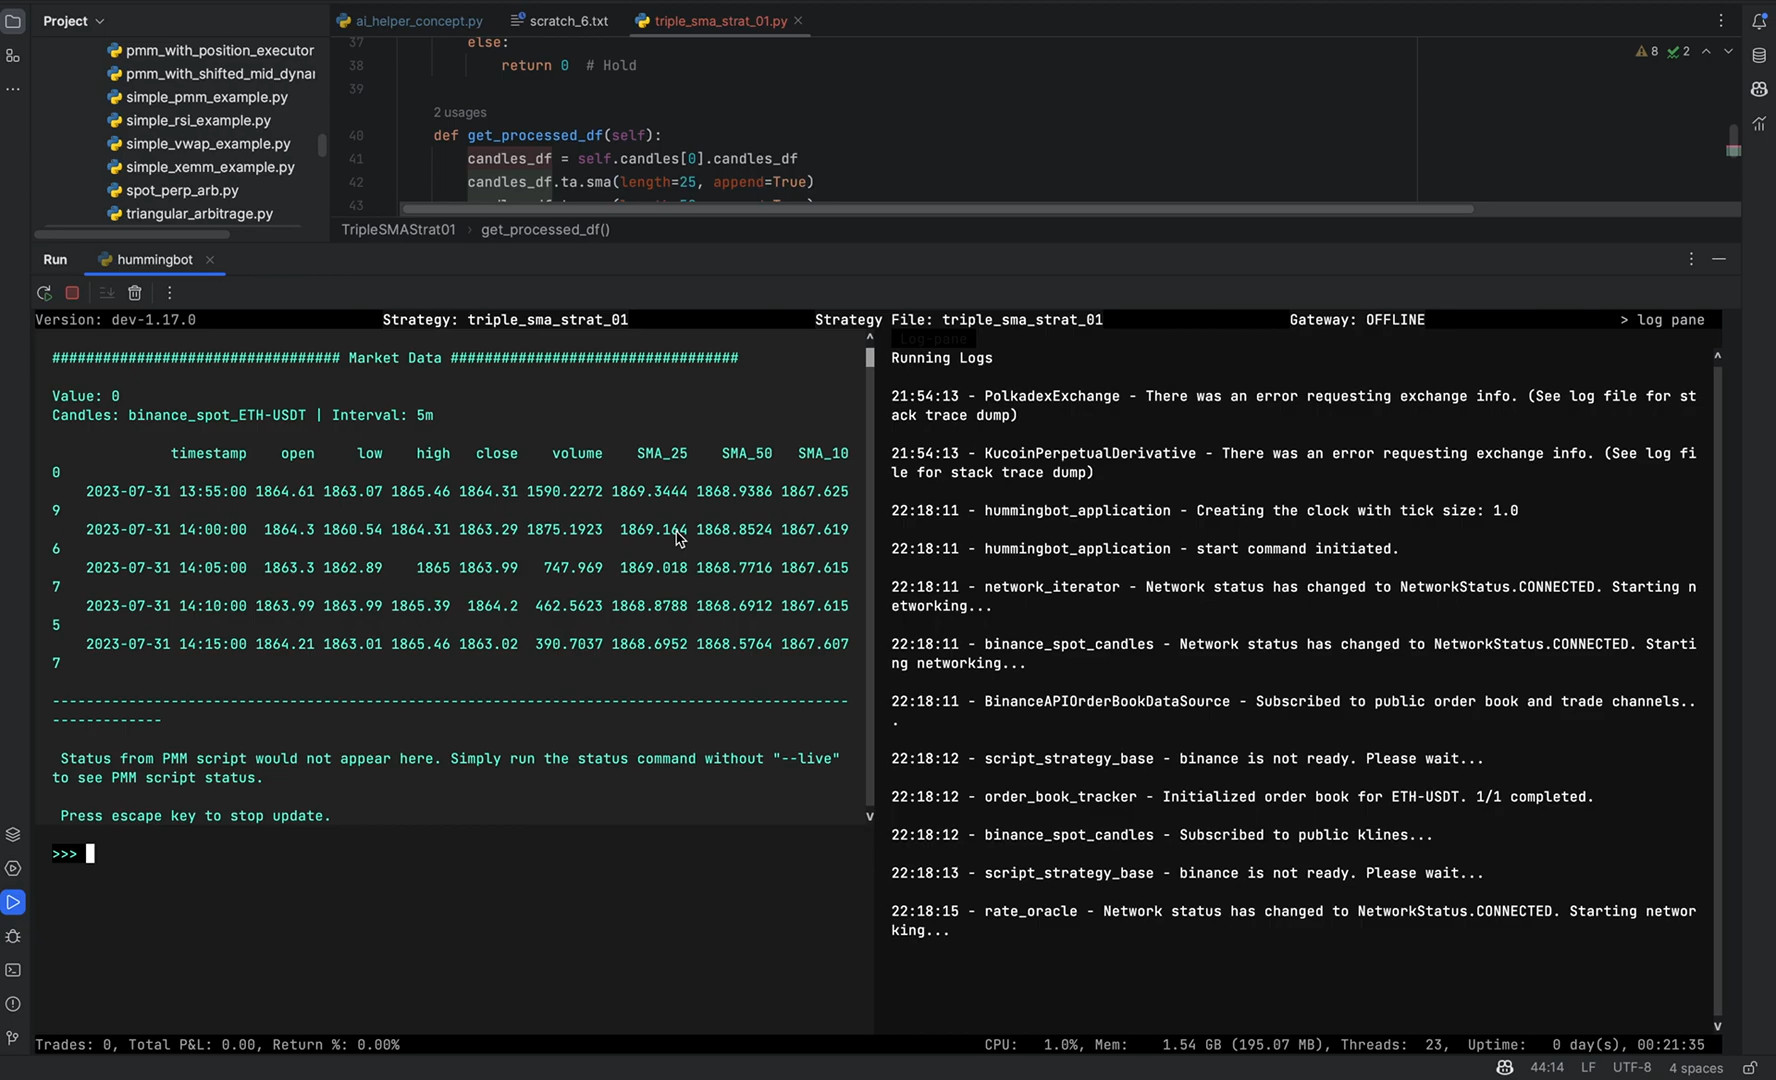 Project
ai_helper_concept.py
scratch_6.txt
triple_sma_strat_01.py
pmm_with_position_executor
pmm_with_shifted_mid_dynar
simple_pmm_example.py
simple_rsi_example.py
simple_vwap_example.py
simple_xemm_example.py
spot_perp_arb.py
triangular_arbitrage.py
8 2
37 else:
38 return 0 # Hold
39
2 usages
40 def get_processed_df(self):
41 candles_df = self.candles[0].candles_df
42 candles_df.ta.sma(length=25, append=True)
43
TripleSMAStrat01 › get_processed_df()
Run hummingbot
Version: dev-1.17.0 Strategy: triple_sma_strat_01 Strategy File: triple_sma_strat_01 Gateway: OFFLINE > log pane
################################## Market Data ##################################
Value: 0
Candles: binance_spot_ETH-USDT | Interval: 5m
timestamp open low high close volume SMA_25 SMA_50 SMA_10
0
2023-07-31 13:55:00 1864.61 1863.07 1865.46 1864.31 1590.2272 1869.3444 1868.9386 1867.625
9
2023-07-31 14:00:00 1864.3 1860.54 1864.31 1863.29 1875.1923 1869.164 1868.8524 1867.619
6
2023-07-31 14:05:00 1863.3 1862.89 1865 1863.99 747.969 1869.018 1868.7716 1867.615
7
2023-07-31 14:10:00 1863.99 1863.99 1865.39 1864.2 462.5623 1868.8788 1868.6912 1867.615
5
2023-07-31 14:15:00 1864.21 1863.01 1865.46 1863.02 390.7037 1868.6952 1868.5764 1867.607
7
----------------------------------------------------------------------------------------------
-------------
Status from PMM script would not appear here. Simply run the status command without "--live"
to see PMM script status.
Press escape key to stop update.
>>>
Log-pane
Running Logs
21:54:13 - PolkadexExchange - There was an error requesting exchange info. (See log file for st
ack trace dump)
21:54:13 - KucoinPerpetualDerivative - There was an error requesting exchange info. (See log fi
le for stack trace dump)
22:18:11 - hummingbot_application - Creating the clock with tick size: 1.0
22:18:11 - hummingbot_application - start command initiated.
22:18:11 - network_iterator - Network status has changed to NetworkStatus.CONNECTED. Starting n
etworking...
22:18:11 - binance_spot_candles - Network status has changed to NetworkStatus.CONNECTED. Starti
ng networking...
22:18:11 - BinanceAPIOrderBookDataSource - Subscribed to public order book and trade channels..
.
22:18:12 - script_strategy_base - binance is not ready. Please wait...
22:18:12 - order_book_tracker - Initialized order book for ETH-USDT. 1/1 completed.
22:18:12 - binance_spot_candles - Subscribed to public klines...
22:18:13 - script_strategy_base - binance is not ready. Please wait...
22:18:15 - rate_oracle - Network status has changed to NetworkStatus.CONNECTED. Starting networ
king...
Trades: 0, Total P&L: 0.00, Return %: 0.00% CPU: 1.0%, Mem: 1.54 GB (195.07 MB), Threads: 23, Uptime: 0 day(s), 00:21:35
44:14 LF UTF-8 4 spaces